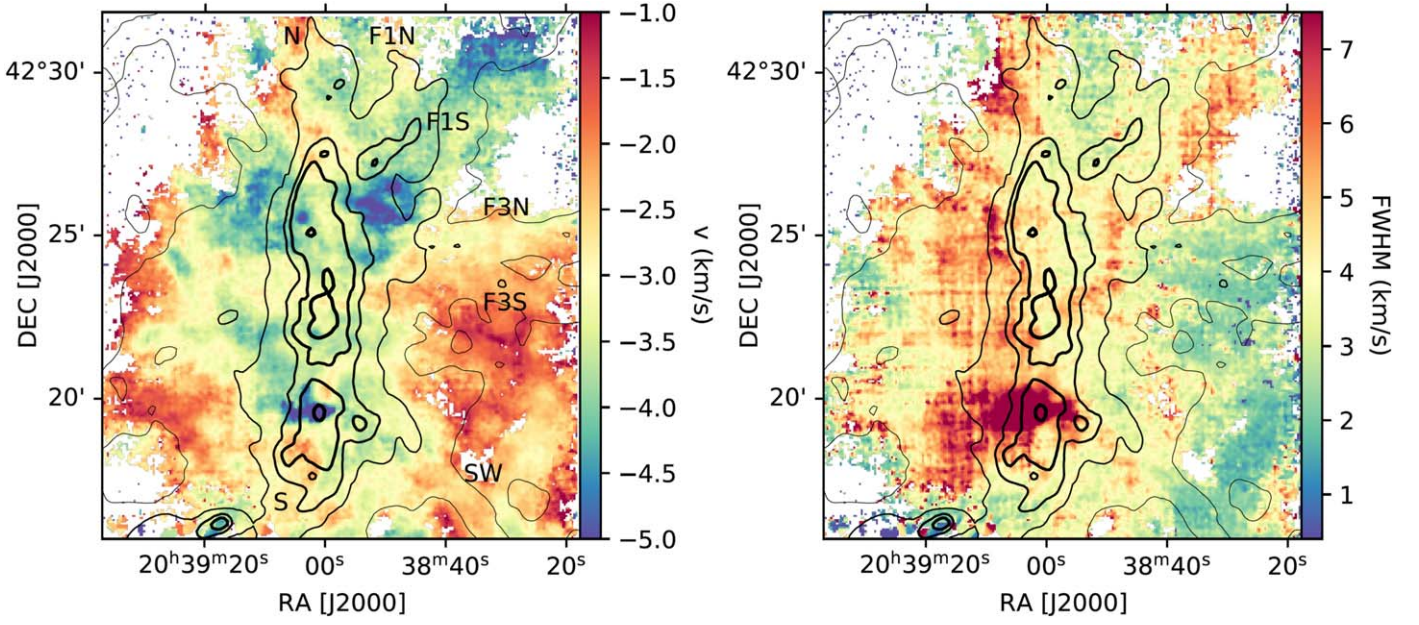 N
F1N
F1S
F3N
F3S
SW
S
42°30'
25'
20'
DEC [J2000]
20ʰ39ᵐ20ˢ
00ˢ
38ᵐ40ˢ
20ˢ
RA [J2000]
−1.0
−1.5
−2.0
−2.5
−3.0
−3.5
−4.0
−4.5
−5.0
v (km/s)
42°30'
25'
20'
DEC [J2000]
20ʰ39ᵐ20ˢ
00ˢ
38ᵐ40ˢ
20ˢ
RA [J2000]
7
6
5
4
3
2
1
FWHM (km/s)